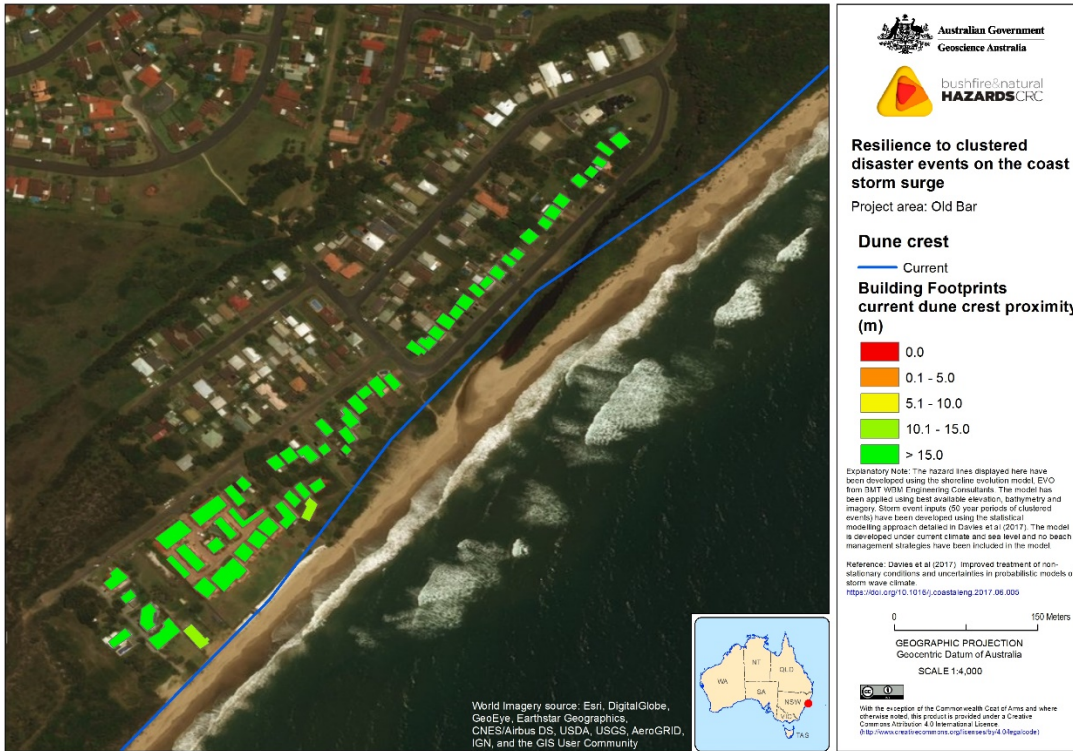 Australian Government
Geoscience Australia
bushfire&natural
HAZARDSCRC
Resilience to clustered
disaster events on the coast
storm surge
Project area: Old Bar
Dune crest
Current
Building Footprints
current dune crest proximity
(m)
0.0
0.1 - 5.0
5.1 - 10.0
10.1 - 15.0
> 15.0
Explanatory Note: The hazard lines displayed here have
been developed using the shoreline evolution model, EVO
from BMT WBM Engineering Consultants. The model has
been applied using best available elevation, bathymetry and
imagery. Storm event inputs (50 year periods of clustered
events) have been developed using the statistical
modelling approach detailed in Davies et al (2017). The model
is developed under current climate and sea level and no beach
management strategies have been included in the model.
Reference: Davies et al (2017) Improved treatment of non-
stationary conditions and uncertainties in probabilistic models o
storm wave climate.
https://doi.org/10.1016/j.coastaleng.2017.06.005
0 150 Meters
GEOGRAPHIC PROJECTION
Geocentric Datum of Australia
SCALE 1:4,000
With the exception of the Commonwealth Coat of Arms and where
otherwise noted, this product is provided under a Creative
Commons Attribution 4.0 International Licence.
(http://www.creativecommons.org/licenses/by/4.0/legalcode)
World Imagery source: Esri, DigitalGlobe,
GeoEye, Earthstar Geographics,
CNES/Airbus DS, USDA, USGS, AeroGRID,
IGN, and the GIS User Community
WA
NT
QLD
SA
NSW
VIC
TAS